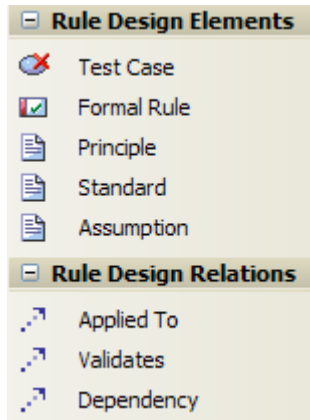 Rule Design Elements
Test Case
Formal Rule
Principle
Standard
Assumption
Rule Design Relations
Applied To
Validates
Dependency